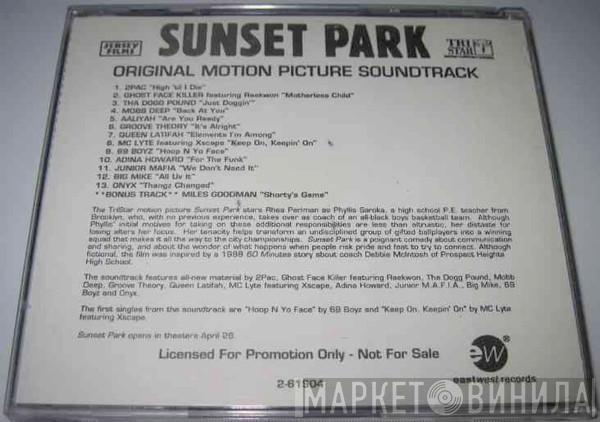 JERSEY FILMS
SUNSET PARK
TRI STAR
ORIGINAL MOTION PICTURE SOUNDTRACK
1. 2PAC "High 'til I Die"
2. GHOST FACE KILLER featuring Raekwon "Motherless Child"
3. THA DOGG POUND "Just Doggin'"
4. MOBB DEEP "Back At You"
5. AALIYAH "Are You Ready"
6. GROOVE THEORY "It's Alright"
7. QUEEN LATIFAH "Elements I'm Among"
8. MC LYTE featuring Xscape "Keep On, Keepin' On"
9. 69 BOYZ "Hoop N Yo Face"
10. ADINA HOWARD "For The Funk"
11. JUNIOR MAFIA "We Don't Need It"
12. BIG MIKE "All Uv It"
13. ONYX "Thangz Changed"
**BONUS TRACK** MILES GOODMAN "Shorty's Game"
The TriStar motion picture Sunset Park stars Rhea Perlman as Phyllis Saroka, a high school P.E. teacher from
Brooklyn, who, with no previous experience, takes over as coach of an all-black boys basketball team. Although
Phyllis' initial motives for taking on these additional responsibilities are less then altruistic, her distaste for
losing alters her focus. Her tenacity helps transform an undisciplined group of gifted ballplayers into a winning
squad that makes it all the way to the city championships. Sunset Park is a poignant comedy about communication
and sharing, and about the wonder of what happens when people risk pride and fear to try to connect. Although
fictional, the film was inspired by a 1988 60 Minutes story about coach Debbie McIntosh of Prospect Heights
High School.
The soundtrack features all-new material by 2Pac, Ghost Face Killer featuring Raekwon, The Dogg Pound, Mobb
Deep, Groove Theory, Queen Latifah, MC Lyte featuring Xscape, Adina Howard, Junior M.A.F.I.A., Big Mike, 69
Boyz and Onyx.
The first singles from the soundtrack are "Hoop N Yo Face" by 69 Boyz and "Keep On, Keepin' On" by MC Lyte
featuring Xscape.
Sunset Park opens in theaters April 26.
Licensed For Promotion Only - Not For Sale
ew®
eastwest records
2-61904
МАРКЕТ ВИНИЛА